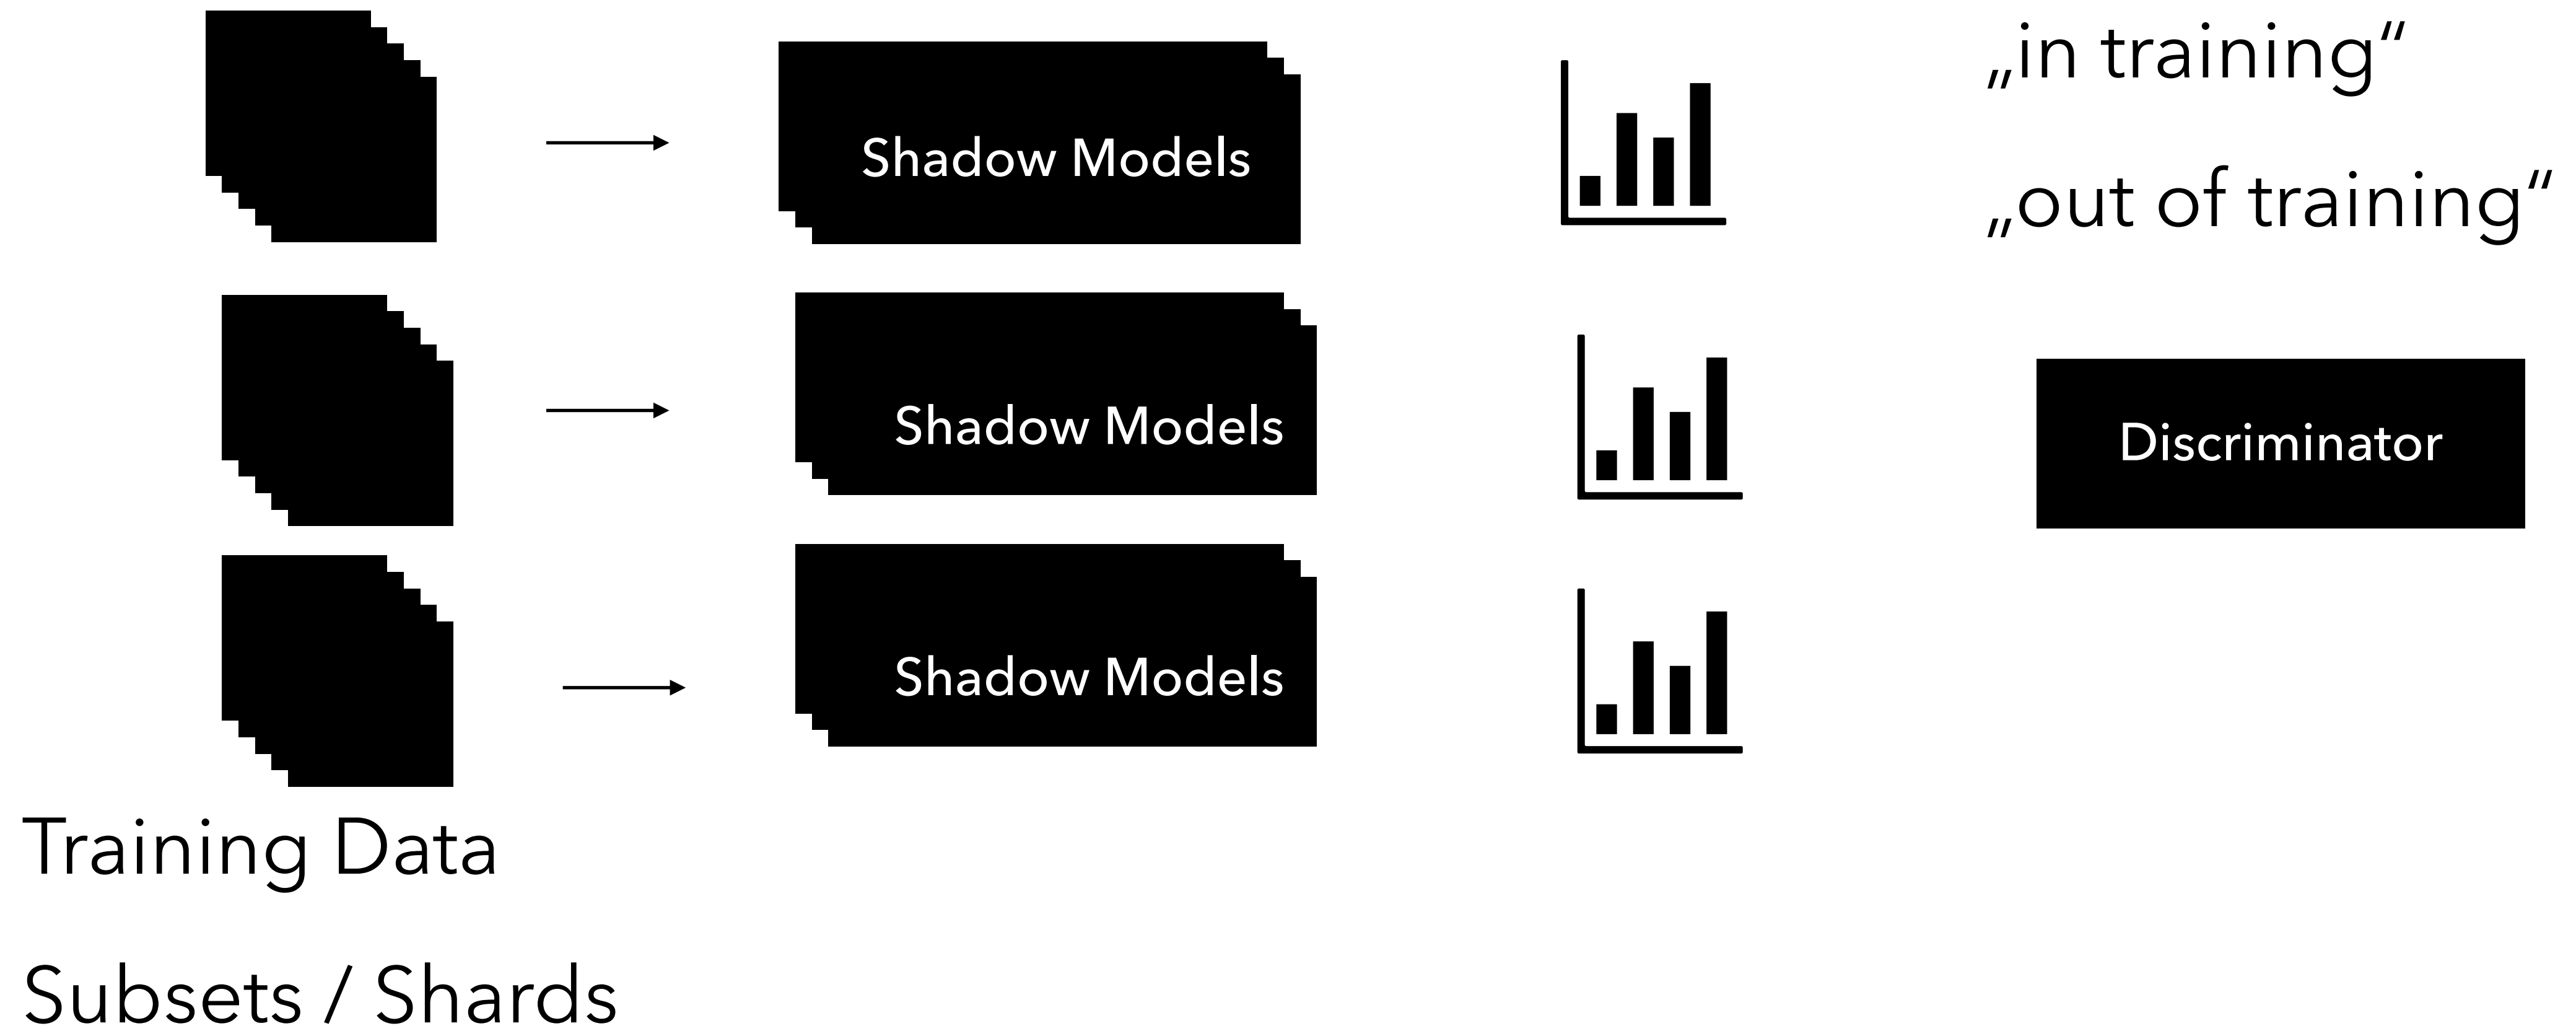 „in training“
„out of training“
Shadow Models
Shadow Models
Discriminator
Shadow Models
Training Data
Subsets / Shards